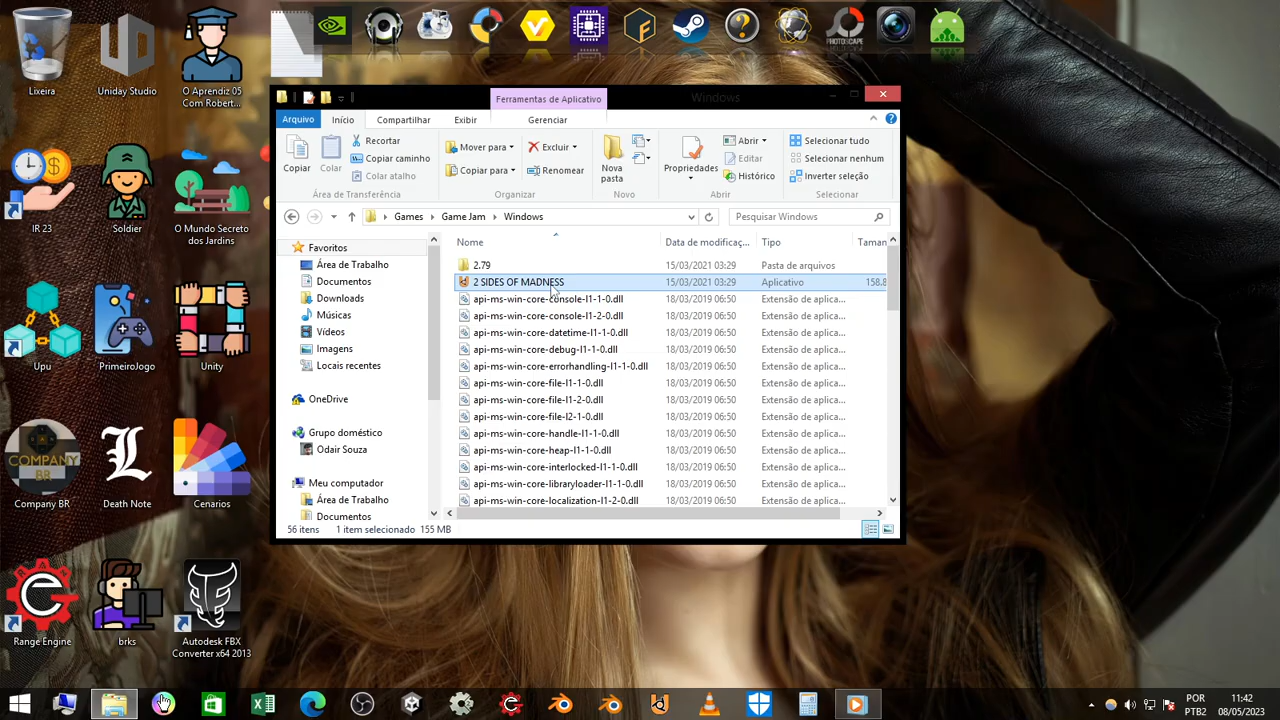 PHOTOSCAPE
Lixeira
Uniday Studio
O Aprendiz 05
Com Robert...
IR 23
Soldier
O Mundo Secreto
dos Jardins
Upu
PrimeiroJogo
Unity
COMPANY
BR
Company BR
Death Note
Cenarios
Range Engine
brks
Autodesk FBX
Converter x64 2013
Ferramentas de Aplicativo
Windows
Arquivo
Início
Compartilhar
Exibir
Gerenciar
Copiar
Colar
Recortar
Copiar caminho
Colar atalho
Área de Transferência
Mover para
Copiar para
Excluir
Renomear
Organizar
Nova
pasta
Novo
Propriedades
Abrir
Editar
Histórico
Abrir
Selecionar tudo
Selecionar nenhum
Inverter seleção
Selecionar
Games
Game Jam
Windows
Pesquisar Windows
Favoritos
Área de Trabalho
Documentos
Downloads
Músicas
Vídeos
Imagens
Locais recentes
OneDrive
Grupo doméstico
Odair Souza
Meu computador
Área de Trabalho
Documentos
Nome Data de modificaç... Tipo Taman
2.79 15/03/2021 03:29 Pasta de arquivos
2 SIDES OF MADNESS 15/03/2021 03:29 Aplicativo 158.8
api-ms-win-core-console-l1-1-0.dll 18/03/2019 06:50 Extensão de aplica...
api-ms-win-core-console-l1-2-0.dll 18/03/2019 06:50 Extensão de aplica...
api-ms-win-core-datetime-l1-1-0.dll 18/03/2019 06:50 Extensão de aplica...
api-ms-win-core-debug-l1-1-0.dll 18/03/2019 06:50 Extensão de aplica...
api-ms-win-core-errorhandling-l1-1-0.dll 18/03/2019 06:50 Extensão de aplica...
api-ms-win-core-file-l1-1-0.dll 18/03/2019 06:50 Extensão de aplica...
api-ms-win-core-file-l1-2-0.dll 18/03/2019 06:50 Extensão de aplica...
api-ms-win-core-file-l2-1-0.dll 18/03/2019 06:50 Extensão de aplica...
api-ms-win-core-handle-l1-1-0.dll 18/03/2019 06:50 Extensão de aplica...
api-ms-win-core-heap-l1-1-0.dll 18/03/2019 06:50 Extensão de aplica...
api-ms-win-core-interlocked-l1-1-0.dll 18/03/2019 06:50 Extensão de aplica...
api-ms-win-core-libraryloader-l1-1-0.dll 18/03/2019 06:50 Extensão de aplica...
api-ms-win-core-localization-l1-2-0.dll 18/03/2019 06:50 Extensão de aplica...
56 itens 1 item selecionado 155 MB
POR
PTB2
11:42
08/05/2023